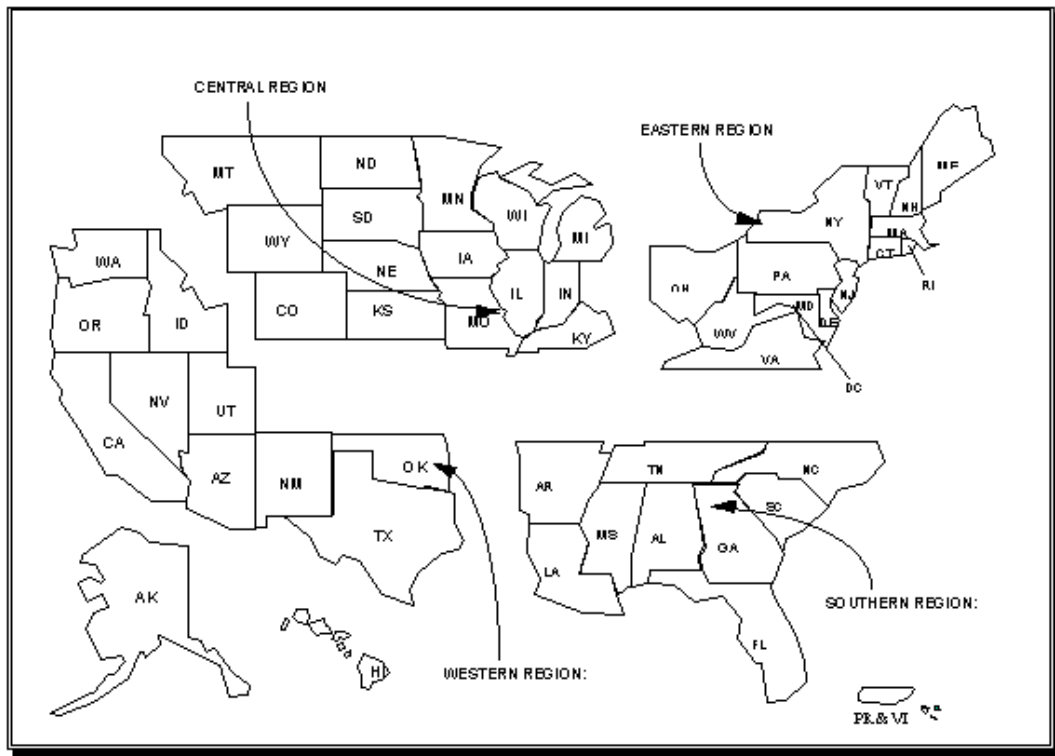 CENTRAL REGION
EASTERN REGION
MT
ND
MN
WI
MI
SD
WY
IA
NE
IL
IN
CO
KS
MO
KY
ME
VT
NH
NY
MA
CT
RI
PA
OH
NJ
MD
DE
WV
VA
DC
WA
OR
ID
NV
UT
CA
AZ
NM
OK
TX
AK
HI
WESTERN REGION:
TN
NC
AR
SC
MS
AL
GA
LA
FL
SOUTHERN REGION:
PR & VI